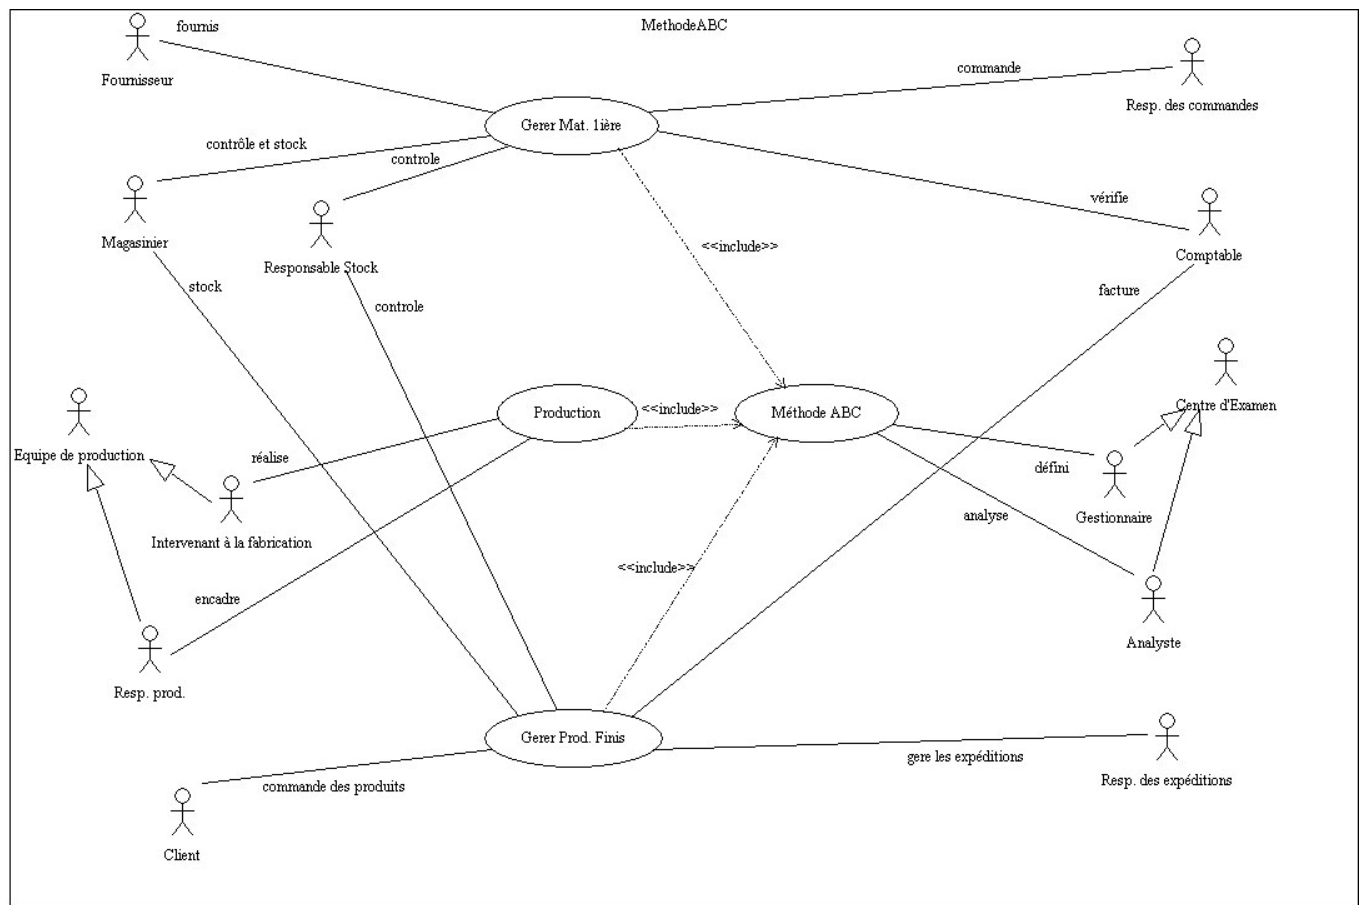 MethodeABC
fournis
Fournisseur
commande
Resp. des commandes
Gerer Mat. 1ière
contrôle et stock
controle
vérifie
Magasinier
Responsable Stock
<<include>>
Comptable
stock
controle
facture
Production
<<include>>
Méthode ABC
Centre d'Examen
Equipe de production
réalise
défini
Gestionnaire
analyse
Intervenant à la fabrication
<<include>>
encadre
Analyste
Resp. prod.
Gerer Prod. Finis
gere les expéditions
Resp. des expéditions
commande des produits
Client